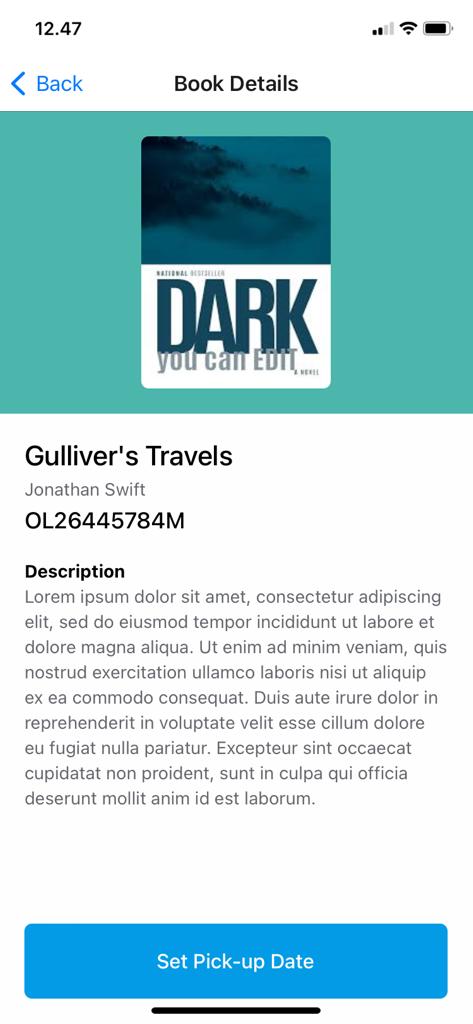 12.47
Back
Book Details
NATIONAL BESTSELLER
DARK
you can EDIT
A NOVEL
Gulliver's Travels
Jonathan Swift
OL26445784M
Description
Lorem ipsum dolor sit amet, consectetur adipiscing
elit, sed do eiusmod tempor incididunt ut labore et
dolore magna aliqua. Ut enim ad minim veniam, quis
nostrud exercitation ullamco laboris nisi ut aliquip
ex ea commodo consequat. Duis aute irure dolor in
reprehenderit in voluptate velit esse cillum dolore
eu fugiat nulla pariatur. Excepteur sint occaecat
cupidatat non proident, sunt in culpa qui officia
deserunt mollit anim id est laborum.
Set Pick-up Date